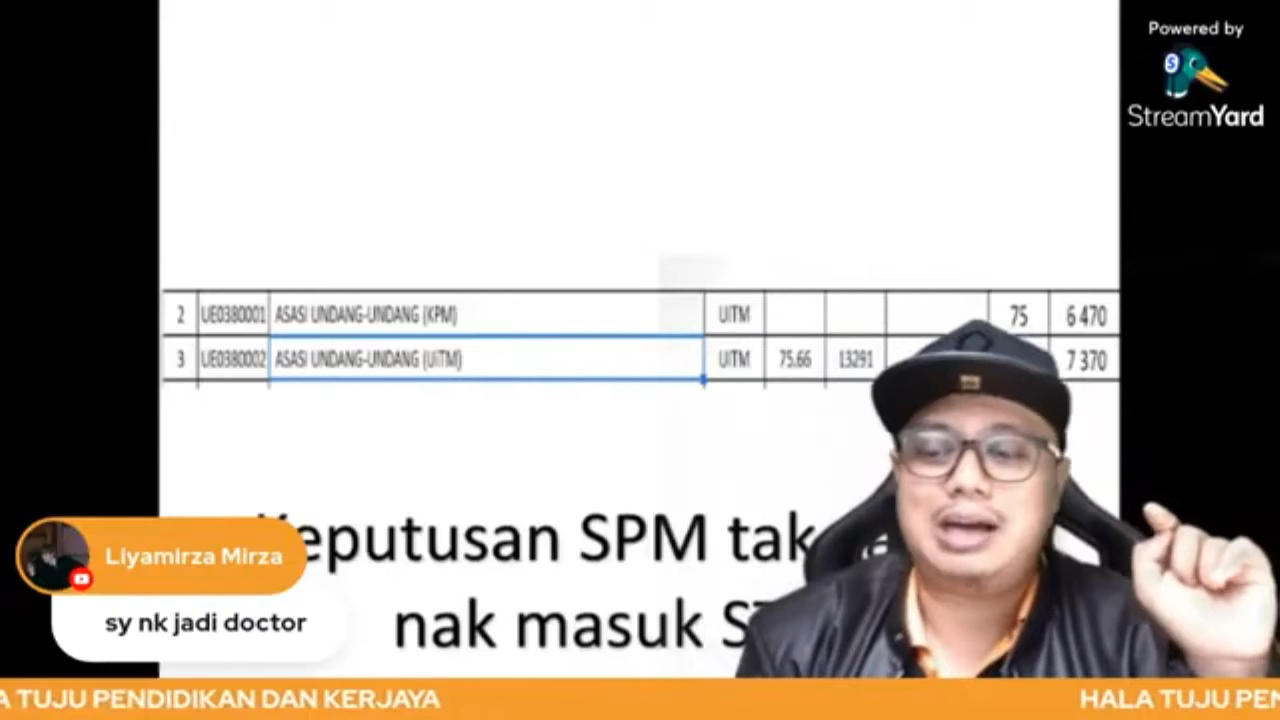 Powered by
StreamYard
2 UE0380001 ASASI UNDANG-UNDANG (KPM) UiTM 75 6 470
3 UE0380002 ASASI UNDANG-UNDANG (UiTM) UiTM 75.66 13291 7 370
Keputusan SPM tak
nak masuk
Liyamirza Mirza
sy nk jadi doctor
A TUJU PENDIDIKAN DAN KERJAYA HALA TUJU PEN